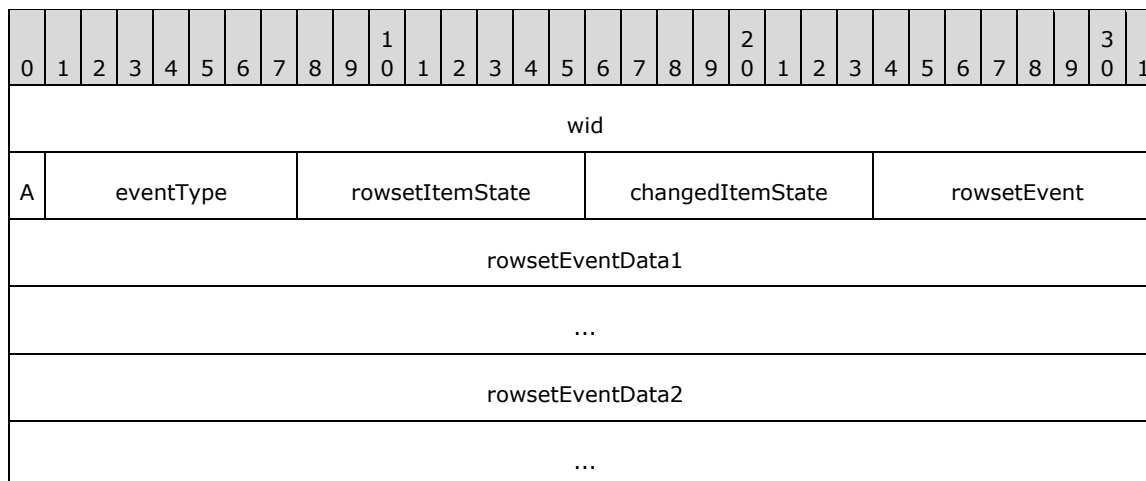 1 2 3
0 1 2 3 4 5 6 7 8 9 0 1 2 3 4 5 6 7 8 9 0 1 2 3 4 5 6 7 8 9 0 1
wid
A eventType rowsetItemState changedItemState rowsetEvent
rowsetEventData1
...
rowsetEventData2
...